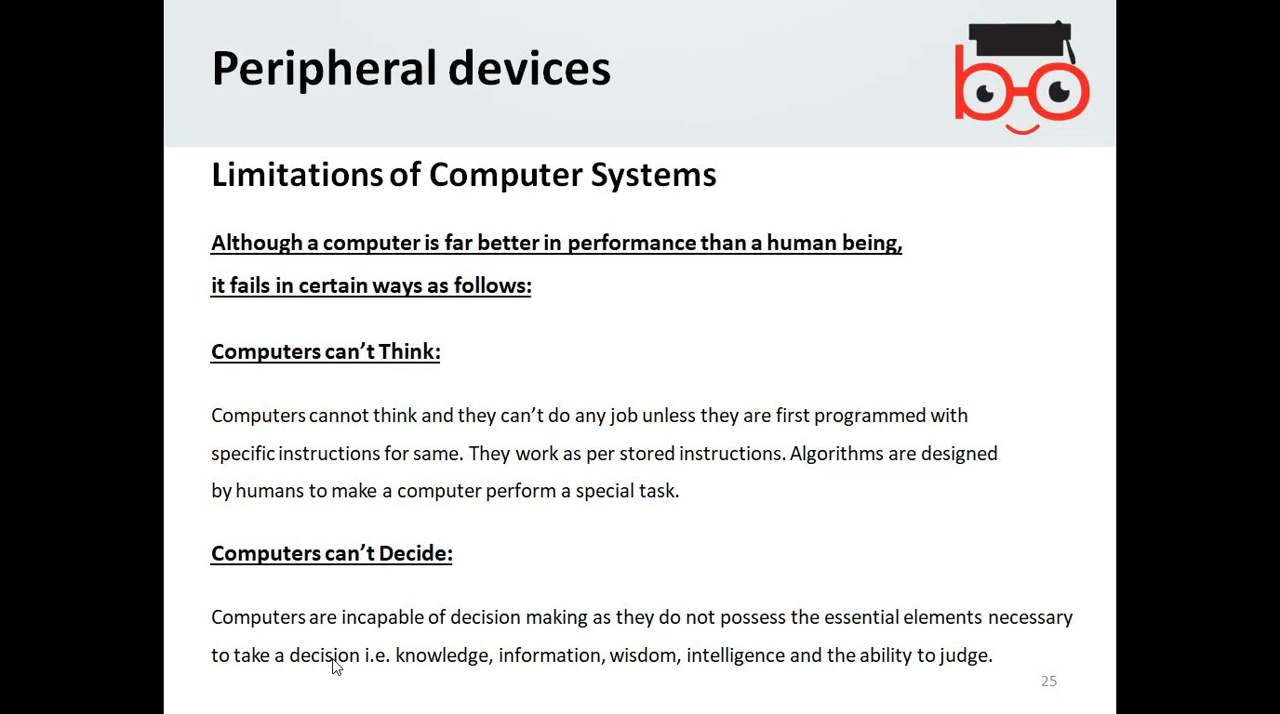 Peripheral devices
Limitations of Computer Systems
Although a computer is far better in performance than a human being,
it fails in certain ways as follows:
Computers can’t Think:
Computers cannot think and they can’t do any job unless they are first programmed with
specific instructions for same. They work as per stored instructions. Algorithms are designed
by humans to make a computer perform a special task.
Computers can’t Decide:
Computers are incapable of decision making as they do not possess the essential elements necessary
to take a decision i.e. knowledge, information, wisdom, intelligence and the ability to judge.
25